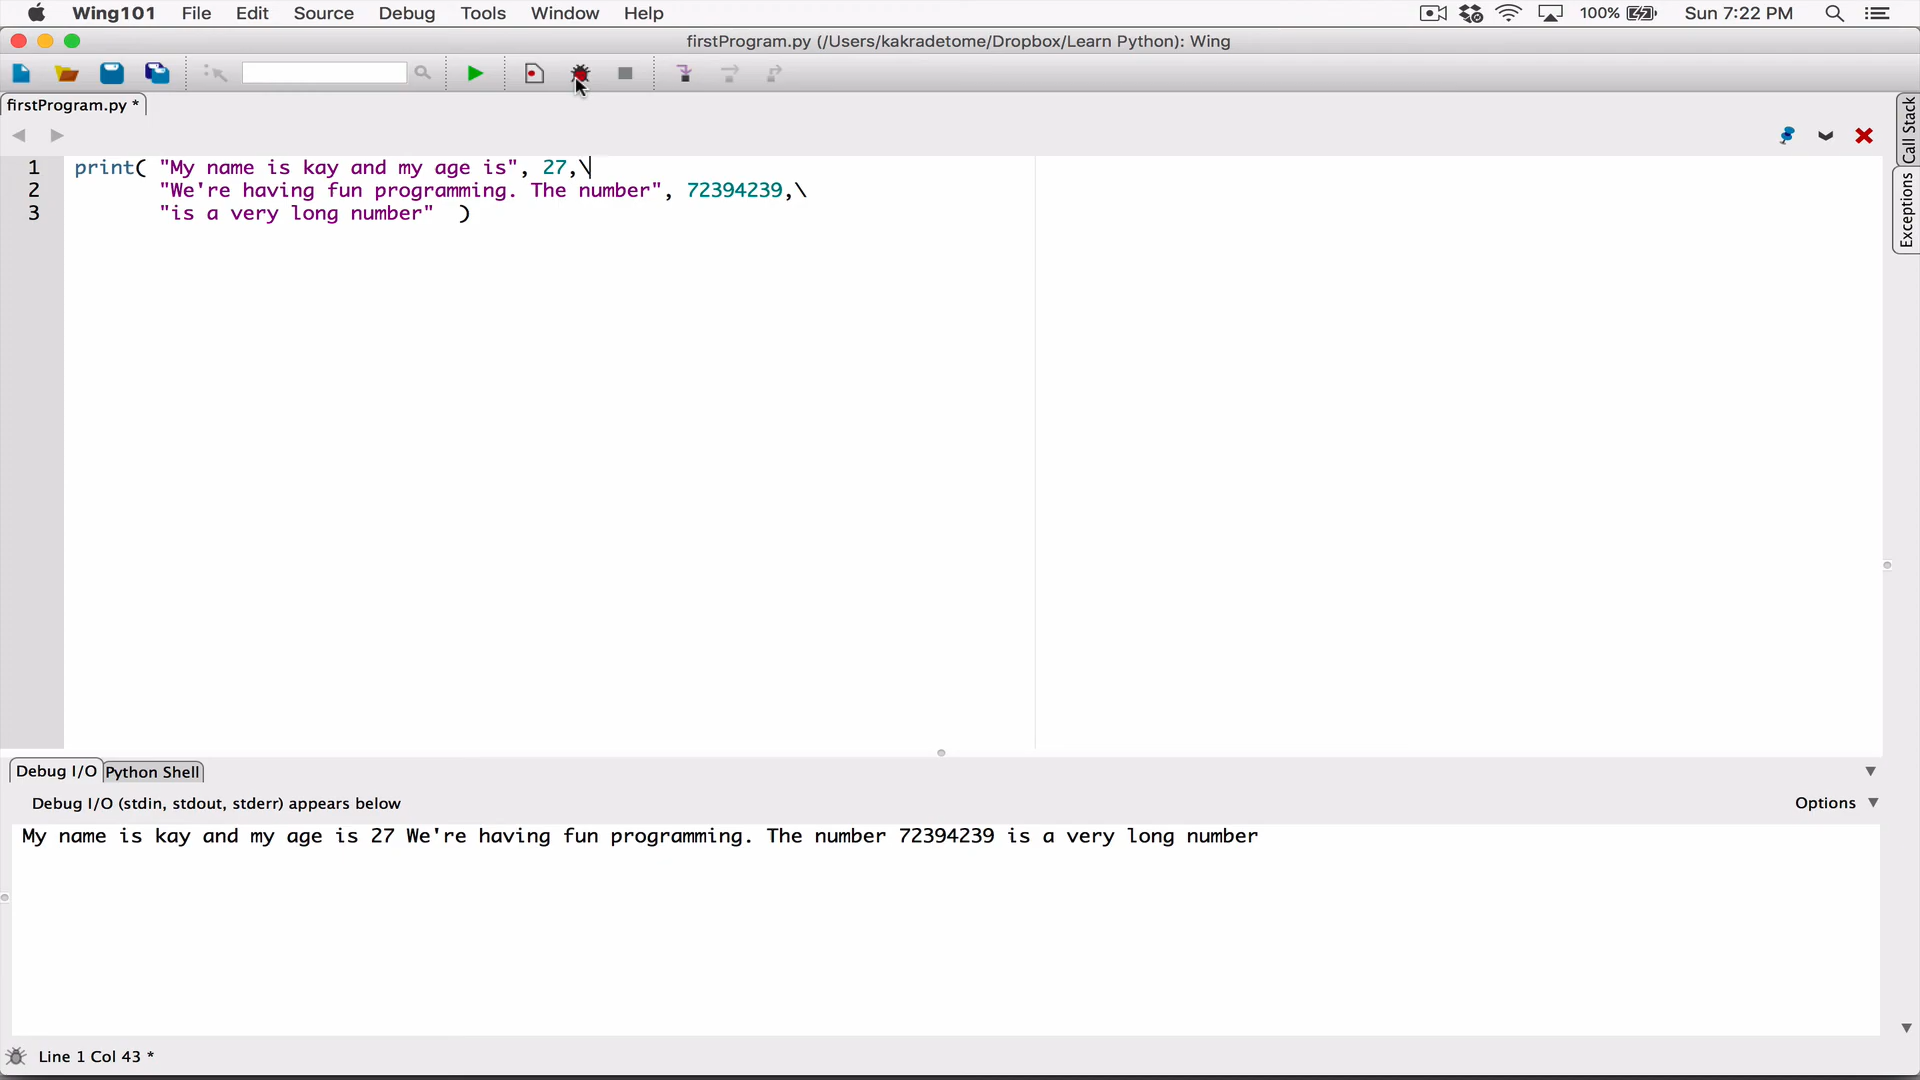 Wing101 File Edit Source Debug Tools Window Help 100% Sun 7:22 PM
firstProgram.py (/Users/kakradetome/Dropbox/Learn Python): Wing
firstProgram.py *
1 print( "My name is kay and my age is", 27,\
2 "We're having fun programming. The number", 72394239,\
3 "is a very long number"  )
Call Stack
Exceptions
Debug I/O Python Shell
Debug I/O (stdin, stdout, stderr) appears below Options
My name is kay and my age is 27 We're having fun programming. The number 72394239 is a very long number
Line 1 Col 43 *